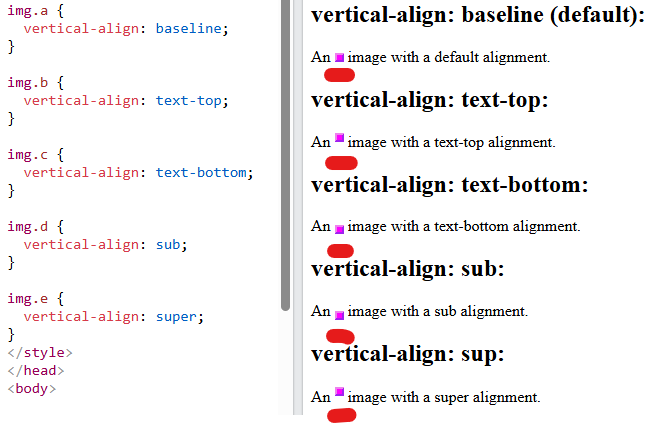 img.a {
vertical-align: baseline;
}
img.b {
vertical-align: text-top;
}
img.c {
vertical-align: text-bottom;
}
img.d {
vertical-align: sub;
}
img.e {
vertical-align: super;
}
</style>
</head>
<body>
vertical-align: baseline (default):
An image with a default alignment.
vertical-align: text-top:
An image with a text-top alignment.
vertical-align: text-bottom:
An image with a text-bottom alignment.
vertical-align: sub:
An image with a sub alignment.
vertical-align: sup:
An image with a super alignment.